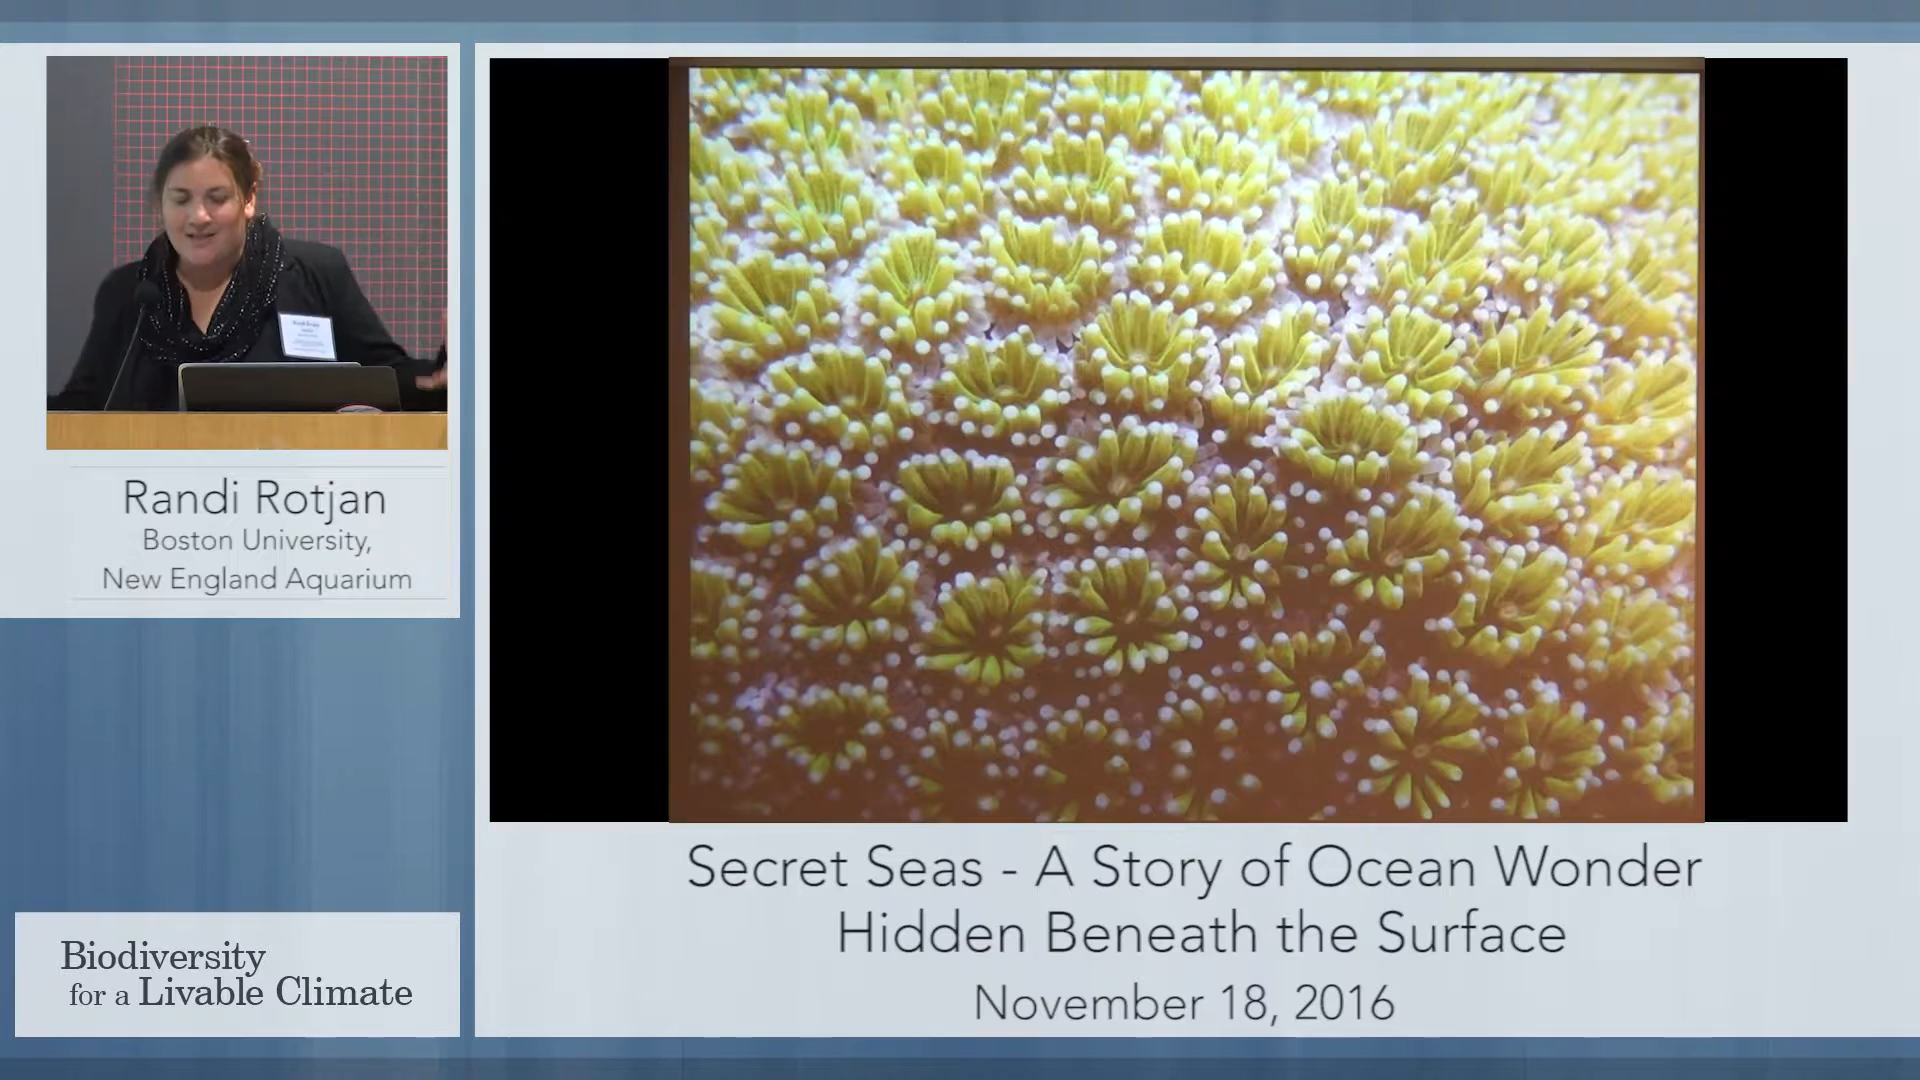 Randi Rotjan
Boston University,
New England Aquarium
Biodiversity
for a Livable Climate
Secret Seas - A Story of Ocean Wonder
Hidden Beneath the Surface
November 18, 2016